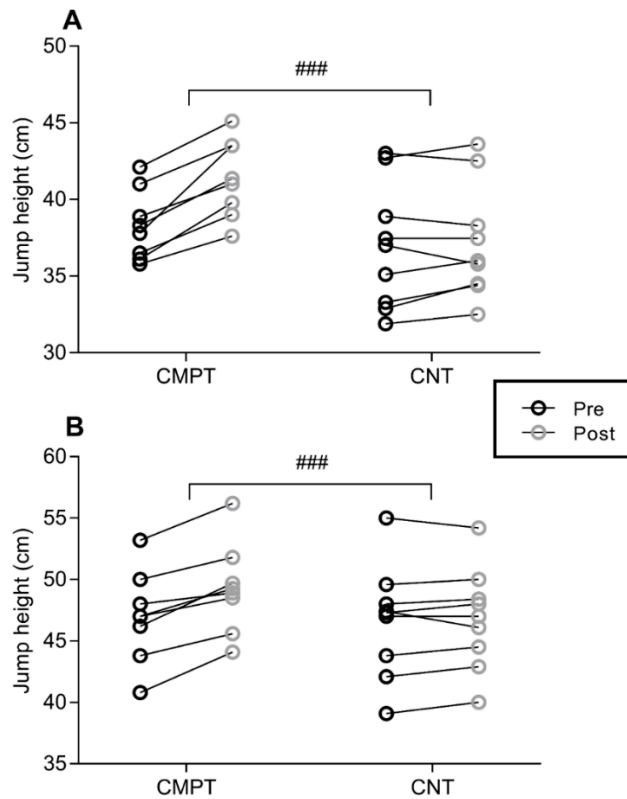 A
50
###
45
40
35
30
Jump height (cm)
CMPT
CNT
Pre
Post
B
60
###
55
50
45
40
35
Jump height (cm)
CMPT
CNT